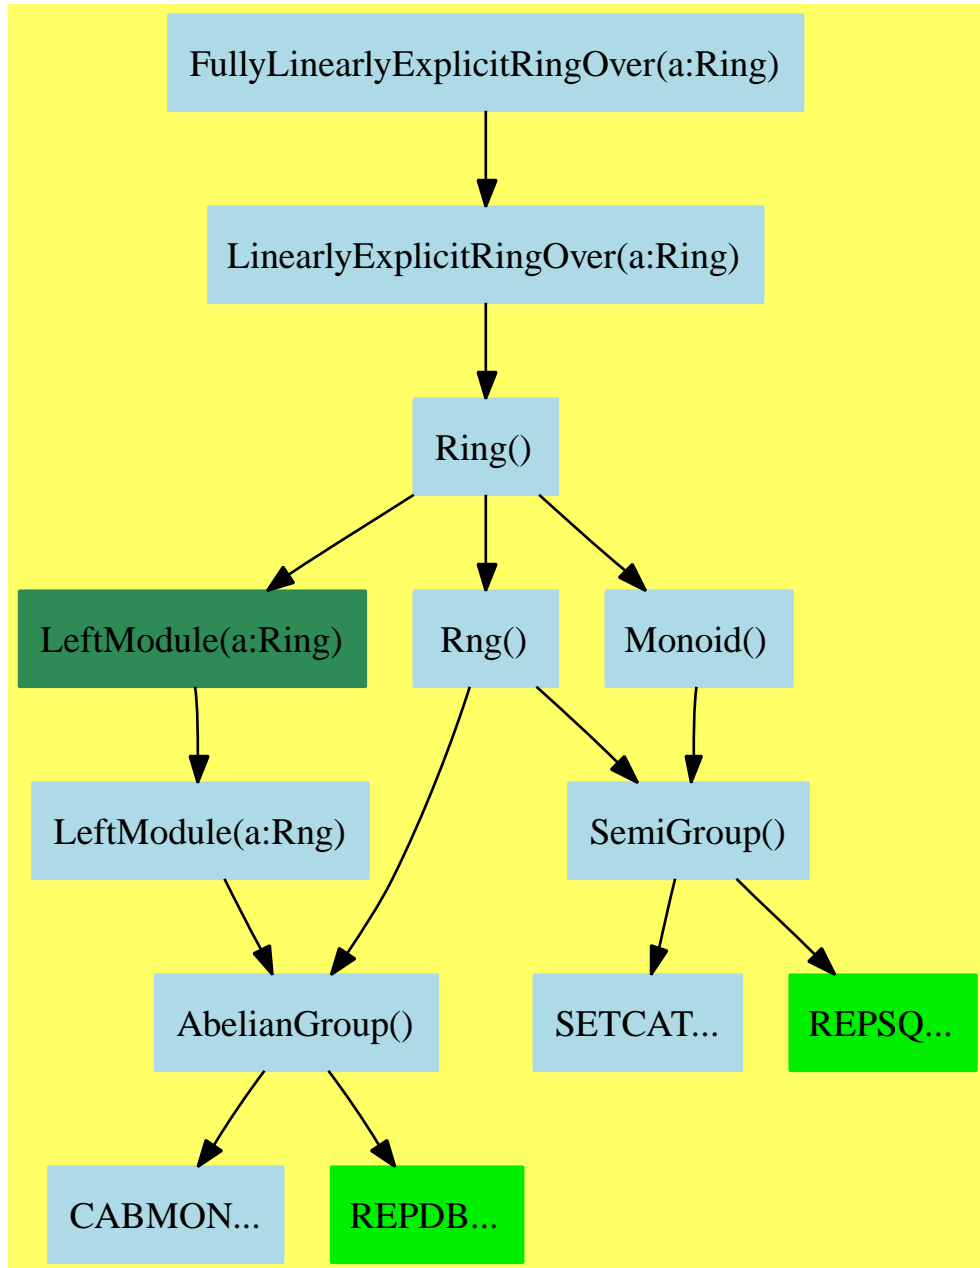 FullyLinearlyExplicitRingOver(a:Ring)
LinearlyExplicitRingOver(a:Ring)
Ring()
LeftModule(a:Ring)
Rng()
Monoid()
LeftModule(a:Rng)
SemiGroup()
AbelianGroup()
SETCAT...
REPSQ...
CABMON...
REPDB...